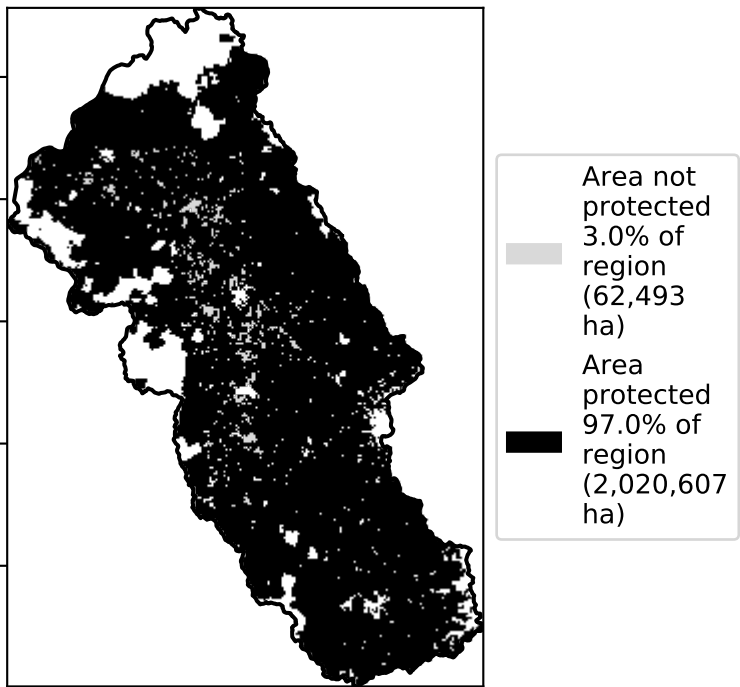 Area not
protected
3.0% of
region
(62,493
ha)
Area
protected
97.0% of
region
(2,020,607
ha)